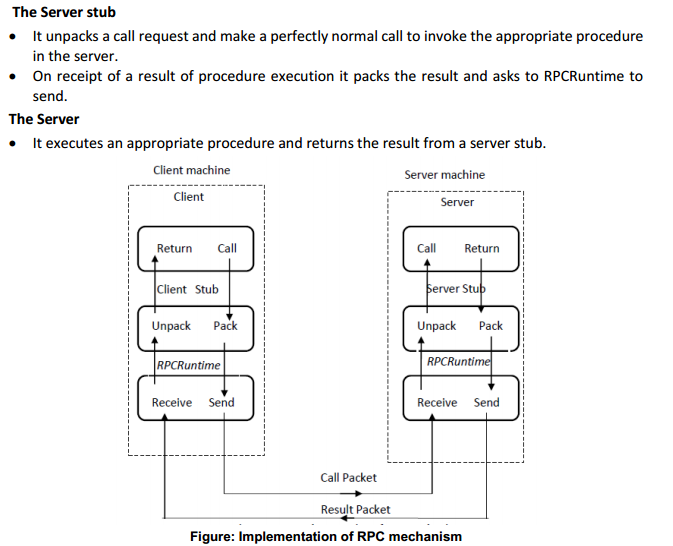 The Server stub
• It unpacks a call request and make a perfectly normal call to invoke the appropriate procedure
in the server.
• On receipt of a result of procedure execution it packs the result and asks to RPCRuntime to
send.
The Server
• It executes an appropriate procedure and returns the result from a server stub.
Client machine
Client
Return Call
Client Stub
Unpack Pack
RPCRuntime
Receive Send
Server machine
Server
Call Return
Server Stub
Unpack Pack
RPCRuntime
Receive Send
Call Packet
Result Packet
Figure: Implementation of RPC mechanism